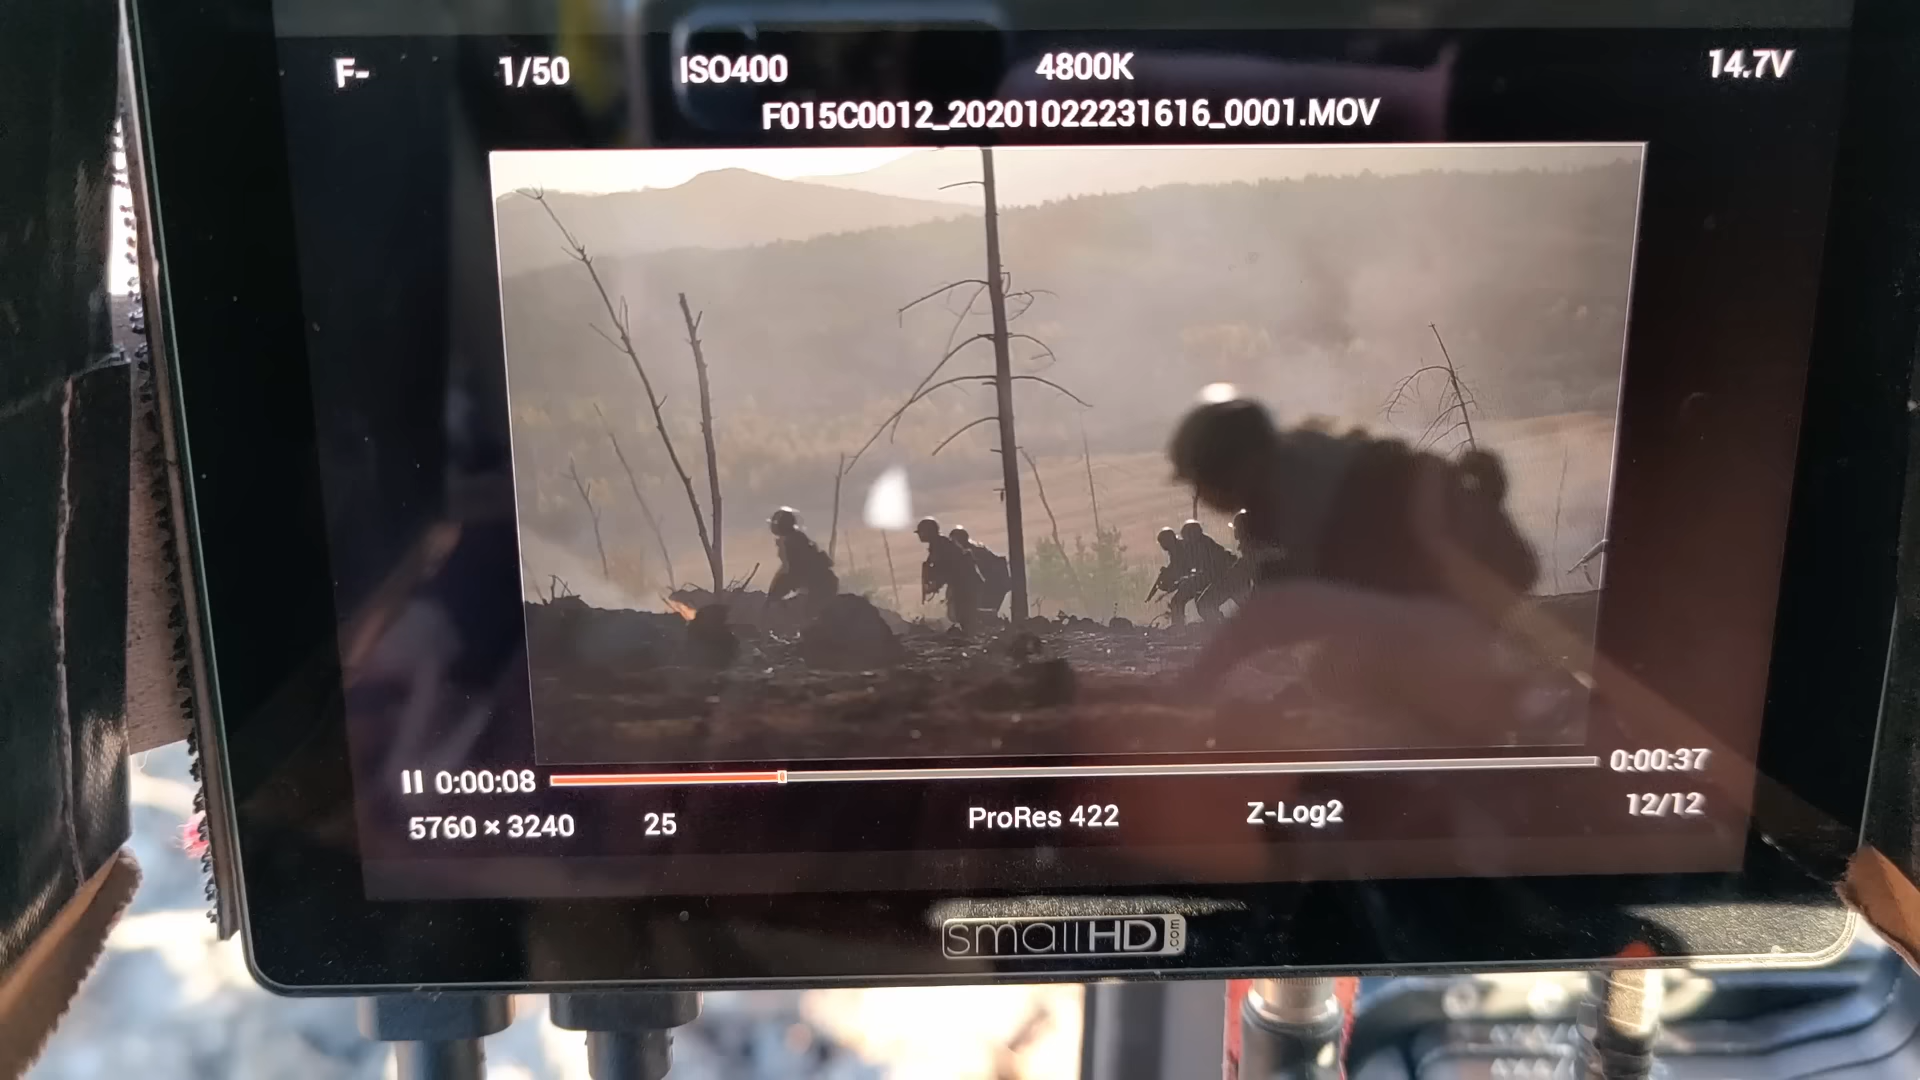 F- 1/50 ISO400 4800K 14.7V
F015C0012_20201022231616_0001.MOV
0:00:08 0:00:37
5760 × 3240 25 ProRes 422 Z-Log2 12/12
smallHD.com